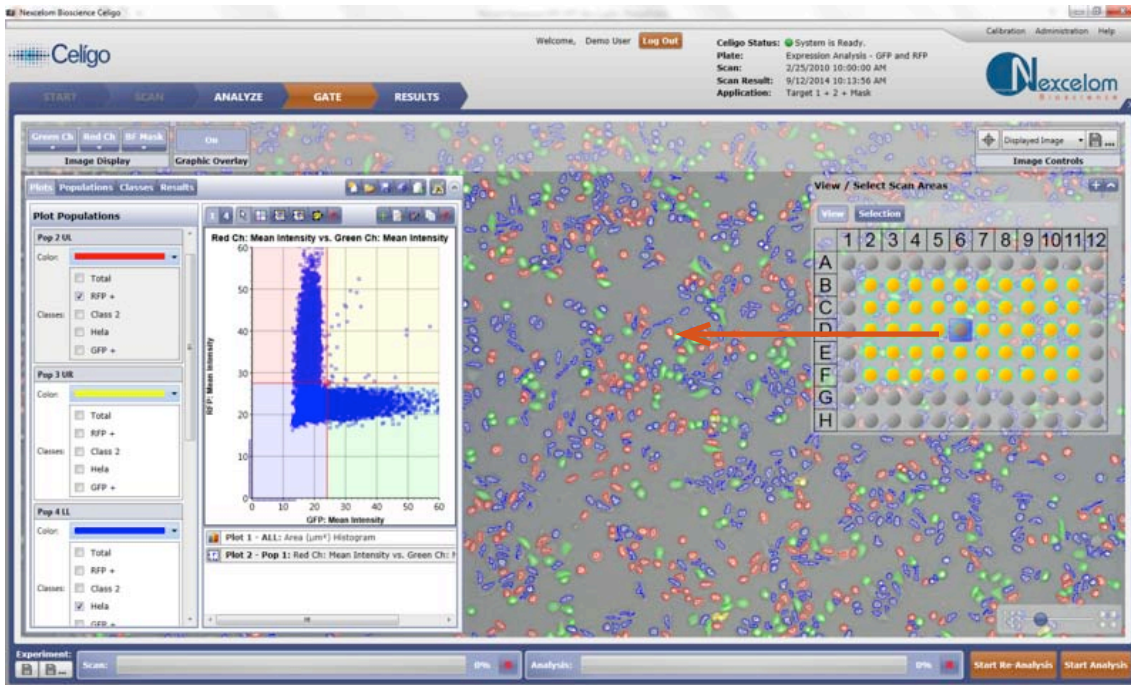 Nexcelom Bioscience Celigo
Celígo
Welcome, Demo User Log Out
Celigo Status: System is Ready.
Plate: Expression Analysis - GFP and RFP
Scan: 2/25/2010 10:00:00 AM
Scan Result: 9/12/2014 10:13:56 AM
Application: Target 1 + 2 + Mask
Calibration Administration Help
Nexcelom
Bioscience
START SCAN ANALYZE GATE RESULTS
Green Ch Red Ch BF Mask On
Image Display Graphic Overlay
Displayed Image ...
Image Controls
Plots Populations Classes Results
Plot Populations
Pop 2 UL
Color:
Total
RFP +
Classes: Class 2
Hela
GFP +
Pop 3 UR
Color:
Total
RFP +
Classes: Class 2
Hela
GFP +
Pop 4 LL
Color:
Total
RFP +
Classes: Class 2
Hela
GFP +
1 4
Red Ch: Mean Intensity vs. Green Ch: Mean Intensity
60
50
40
30
20
10
0
RFP: Mean Intensity
0 10 20 30 40 50 60
GFP: Mean Intensity
Plot 1 - ALL: Area (µm²) Histogram
Plot 2 - Pop 1: Red Ch: Mean Intensity vs. Green Ch:
View / Select Scan Areas
View Selection
1 2 3 4 5 6 7 8 9 10 11 12
A
B
C
D
E
F
G
H
Experiment:
Scan: 0% Analysis: 0% Start Re-Analysis Start Analysis